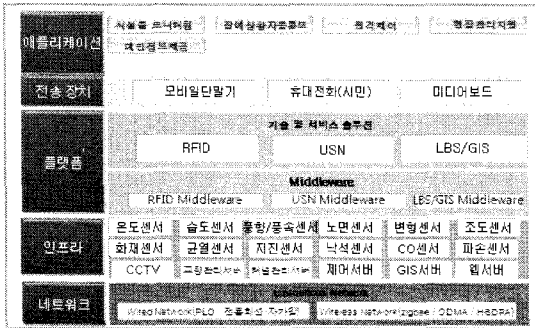 애플리케이션
시설물 모니터링 장애상황자동통보 원격제어 현장관리지원
재난정보제공
전송 장치 모바일단말기 휴대전화(시민) 미디어보드
플랫폼
기술 및 서비스 솔루션
RFID USN LBS/GIS
Middleware
RFID Middleware USN Middleware LBS/GIS Middleware
인프라
온도센서 습도센서 풍향/풍속센서 노면센서 변형센서 조도센서
화재센서 균열센서 지진센서 낙석센서 CO센서 파손센서
CCTV 제어서버 GIS서버 웹서버
네트워크
Wired Network(PLC 전용회선 자가망) Wireless Network(zigbee / CDMA / HSDPA)